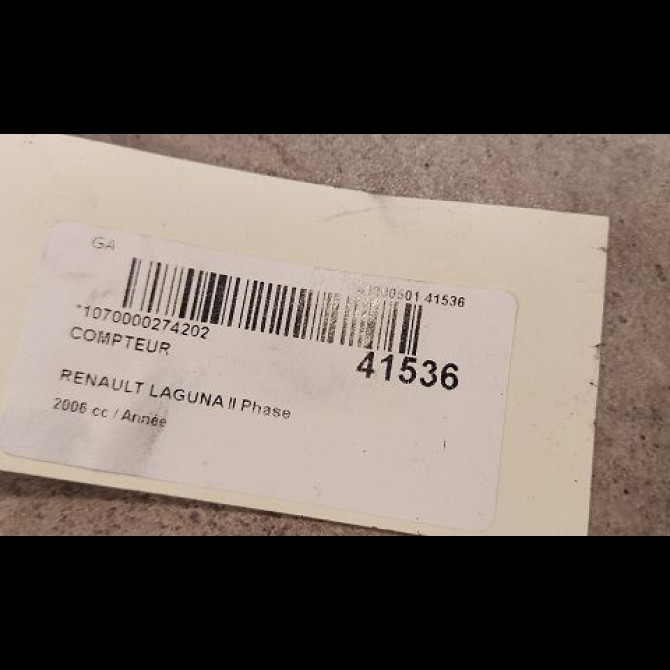 GA
41536
*1070000274202
COMPTEUR
41536
RENAULT LAGUNA II Phase
2006 cc / Année